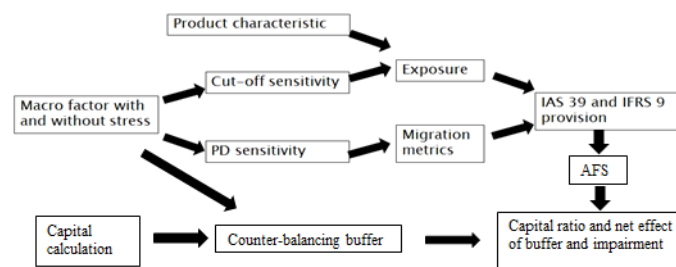 Product characteristic
Cut-off sensitivity
Exposure
Macro factor with
and without stress
IAS 39 and IFRS 9
provision
PD sensitivity
Migration
metrics
AFS
Capital
calculation
Counter-balancing buffer
Capital ratio and net effect
of buffer and impairment